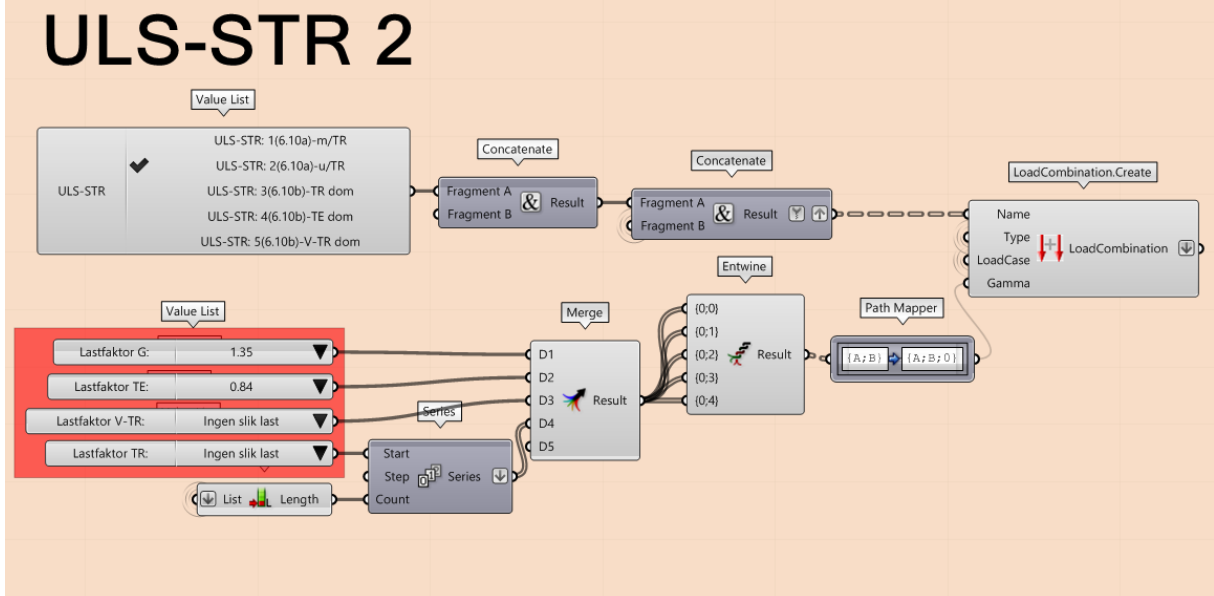 ULS-STR 2
Value List
ULS-STR
ULS-STR: 1(6.10a)-m/TR
ULS-STR: 2(6.10a)-u/TR
ULS-STR: 3(6.10b)-TR dom
ULS-STR: 4(6.10b)-TE dom
ULS-STR: 5(6.10b)-V-TR dom
Concatenate
Fragment A
Fragment B
& Result
Concatenate
Fragment A
Fragment B
& Result
LoadCombination.Create
Name
Type
LoadCase
Gamma
LoadCombination
Value List
Lastfaktor G: 1.35
Lastfaktor TE: 0.84
Lastfaktor V-TR: Ingen slik last
Lastfaktor TR: Ingen slik last
List L Length
Series
Start
Step
Count
0 1 2 Series
Merge
D1
D2
D3
D4
D5
Result
Entwine
{0;0}
{0;1}
{0;2}
{0;3}
{0;4}
Result
Path Mapper
{A;B} {A;B;0}